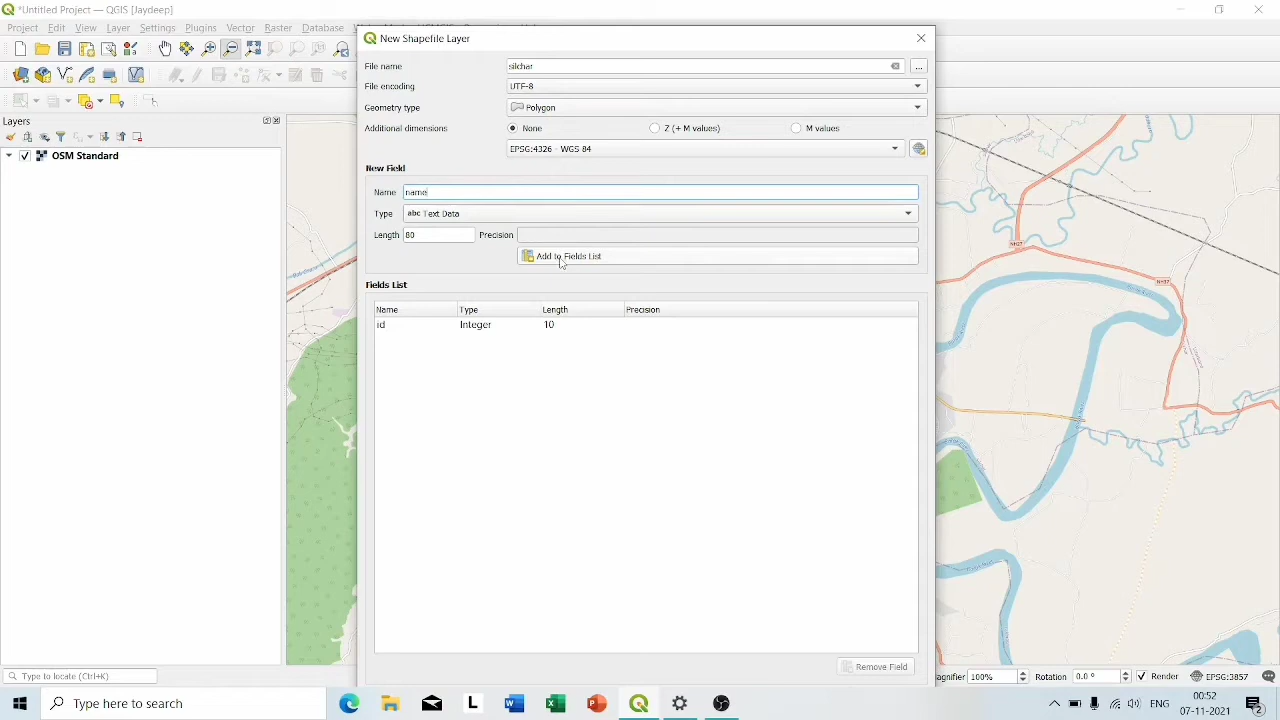 *Untitled Project — QGIS [Jaydeep]
Project Edit View Layer Settings Plugins Vector Raster Database
New Shapefile Layer
File name silchar
File encoding UTF-8
Geometry type Polygon
Additional dimensions None Z (+ M values) M values
EPSG:4326 - WGS 84
New Field
Name name
Type abc Text Data
Length 80 Precision
Add to Fields List
Fields List
Name Type Length Precision
id Integer 10
Remove Field
Layers
OSM Standard
NH27
NH37
Type to locate (Ctrl+K)
agnifier 100% Rotation 0.0 ° Render EPSG:3857
Type here to search
L
ENG
00:52
07-11-2021
2